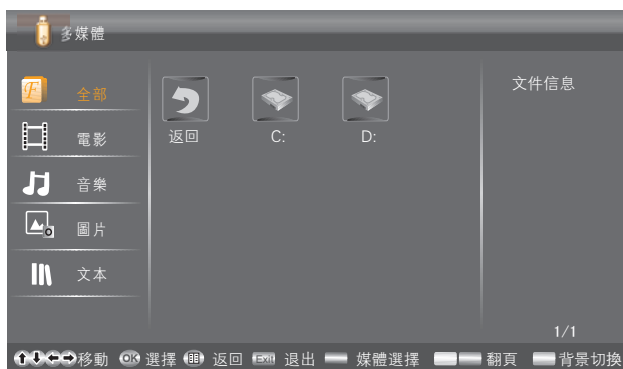 多媒體
全部
電影
音樂
圖片
文本
返回
C:
D:
文件信息
1/1
移動 OK 選擇 返回 Exit 退出 媒體選擇 翻頁 背景切換